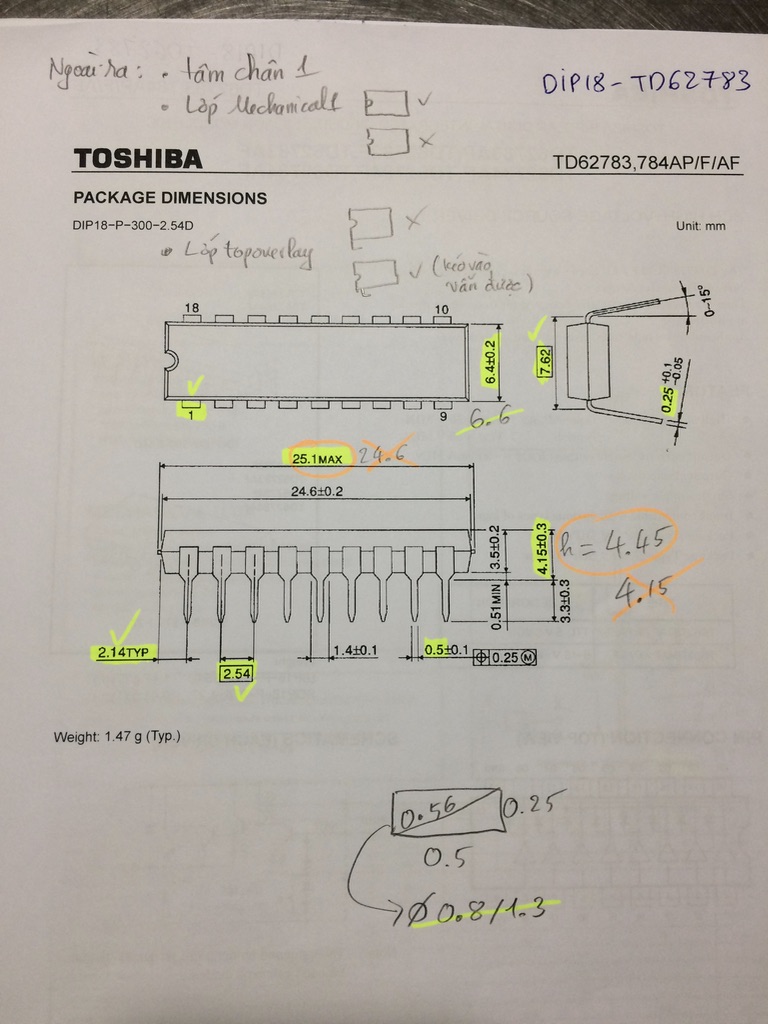 Ngoài ra : • tâm chân 1
DIP18 - TD62783
• Lớp Mechanical1
TOSHIBA
TD62783,784AP/F/AF
PACKAGE DIMENSIONS
DIP18-P-300-2.54D
Unit: mm
• Lớp topoverlay
(kéo vào
vẫn được)
18
10
1
9
6.4±0.2
6.6
7.62
0~15°
0.25 +0.1 -0.05
25.1MAX
24.6
24.6±0.2
3.5±0.2
4.15±0.3
h = 4.45
4.15
0.51MIN
3.3±0.3
2.14TYP
2.54
1.4±0.1
0.5±0.1
⌖ 0.25 Ⓜ
Weight: 1.47 g (Typ.)
0.56
0.25
0.5
Ø 0.8/1.3